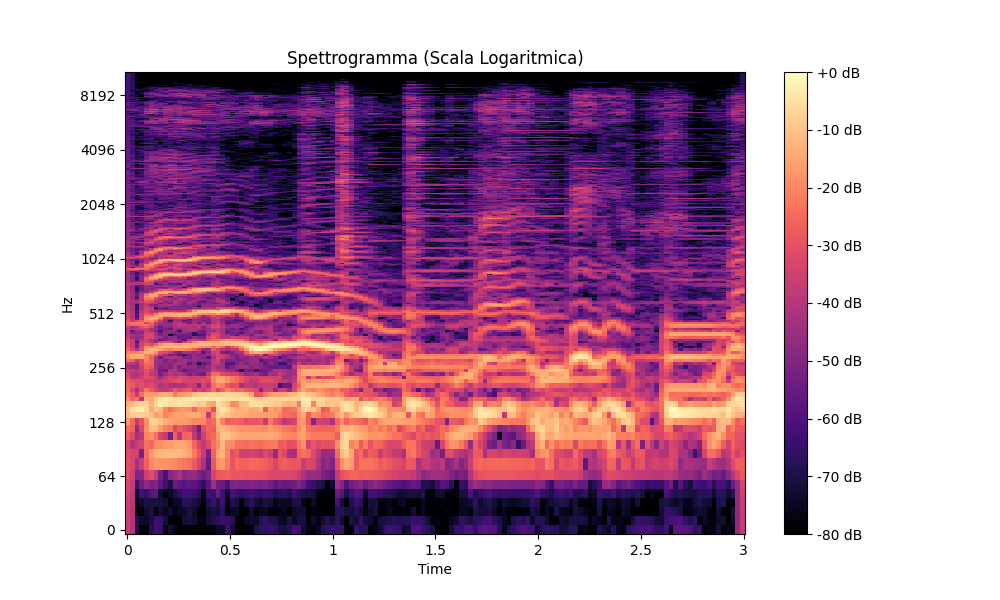 Spettrogramma (Scala Logaritmica)
Hz
8192
4096
2048
1024
512
256
128
64
0
0 0.5 1 1.5 2 2.5 3
Time
+0 dB
-10 dB
-20 dB
-30 dB
-40 dB
-50 dB
-60 dB
-70 dB
-80 dB